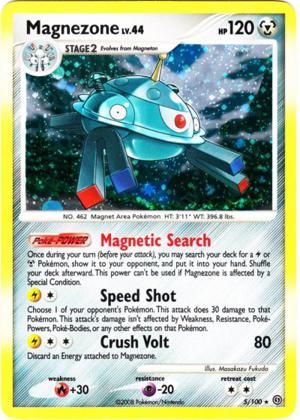 Magnezone LV.44 HP 120
STAGE 2 Evolves from Magneton
NO. 462 Magnet Area Pokémon HT: 3'11" WT: 396.8 lbs.
Poké-POWER Magnetic Search
Once during your turn (before your attack), you may search your deck for a or
Pokémon, show it to your opponent, and put it into your hand. Shuffle
your deck afterward. This power can't be used if Magnezone is affected by a
Special Condition.
Speed Shot
Choose 1 of your opponent's Pokémon. This attack does 30 damage to that
Pokémon. This attack's damage isn't affected by Weakness, Resistance, Poké-
Powers, Poké-Bodies, or any other effects on that Pokémon.
Crush Volt 80
Discard an Energy attached to Magnezone.
Illus. Masakazu Fukuda
weakness resistance retreat cost
+30 -20
©2008 Pokémon/Nintendo 5/100 ★